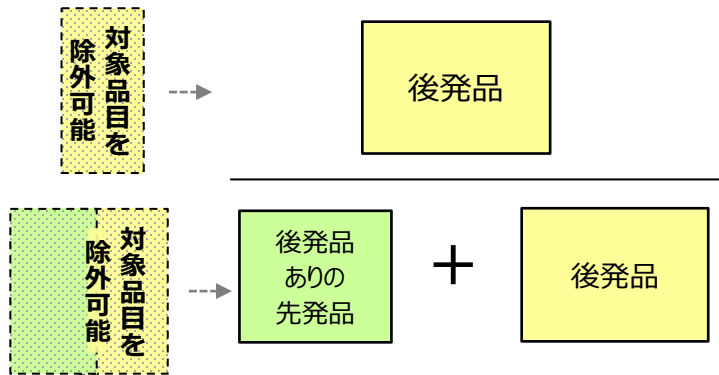 対象品目を
除外可能
後発品
対象品目を
除外可能
後発品
ありの
先発品
＋
後発品